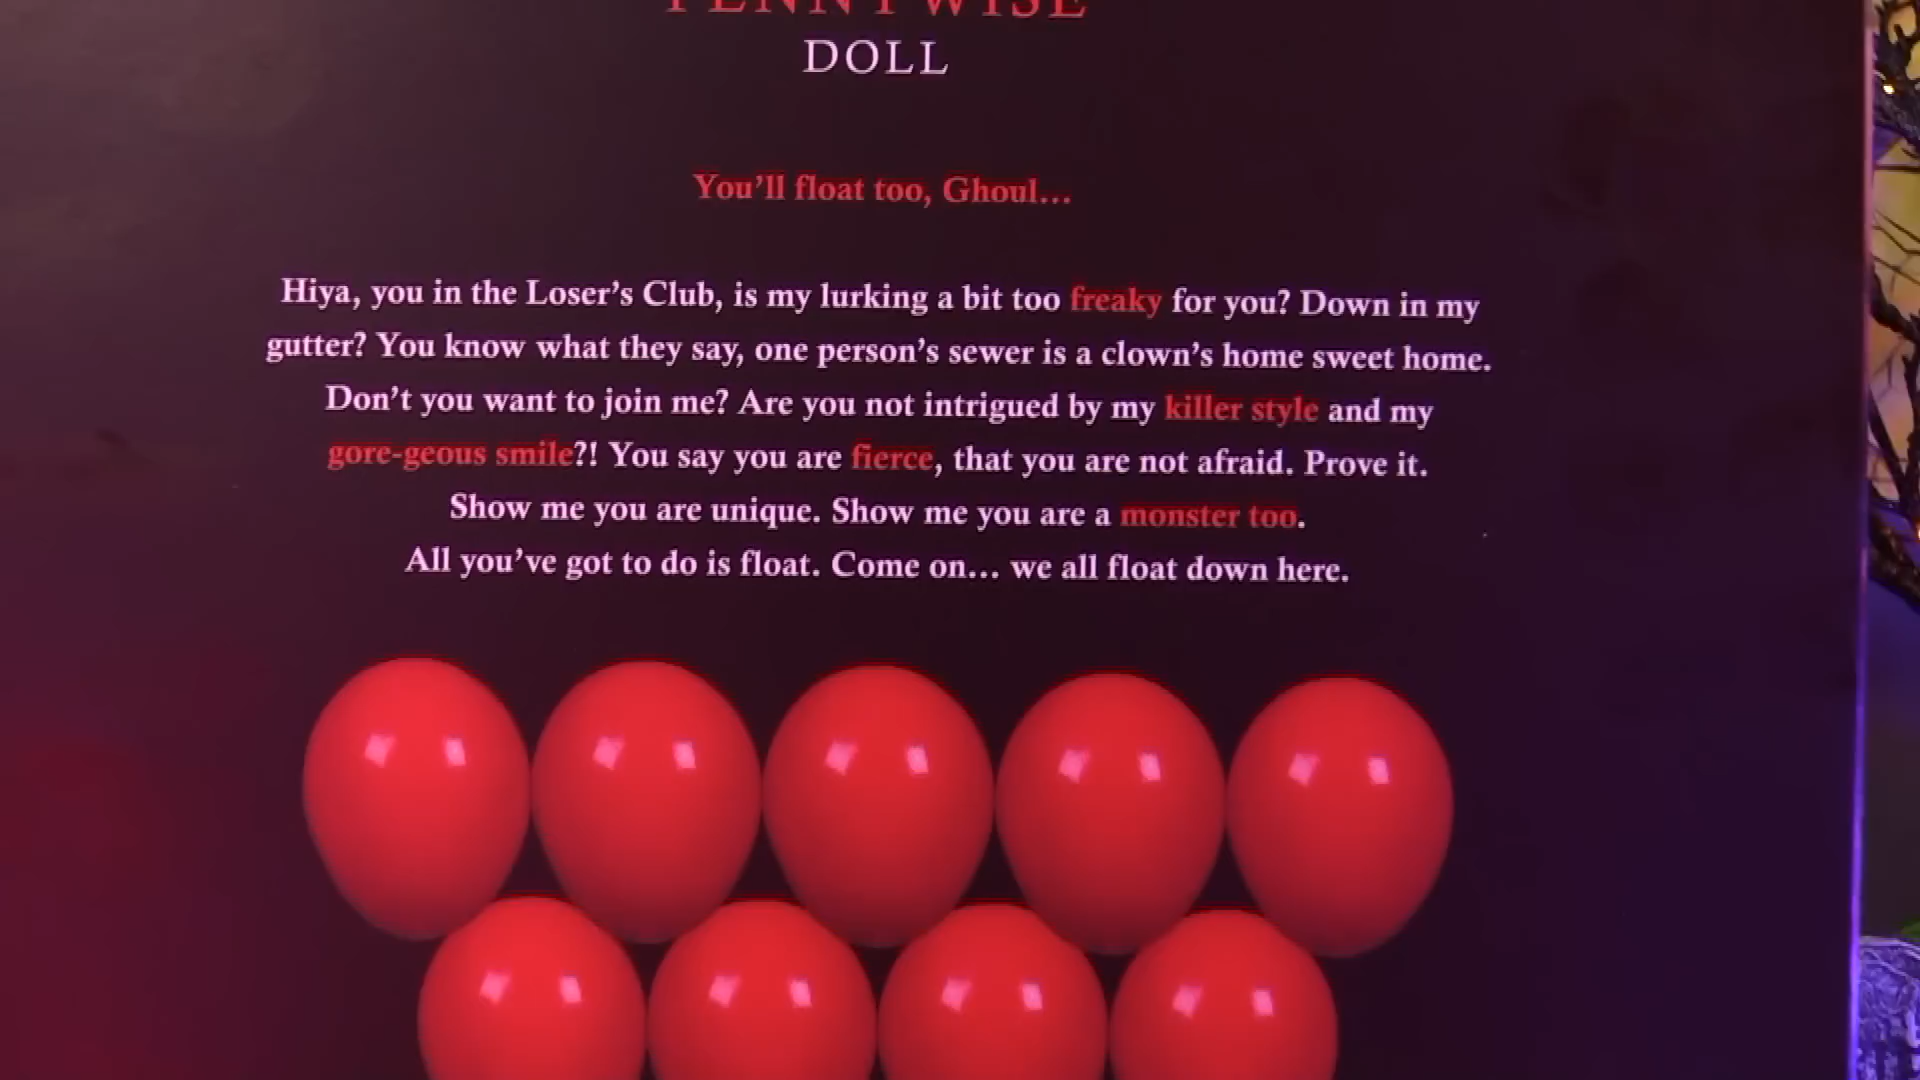 PENNYWISE
DOLL
You'll float too, Ghoul...
Hiya, you in the Loser's Club, is my lurking a bit too freaky for you? Down in my
gutter? You know what they say, one person's sewer is a clown's home sweet home.
Don't you want to join me? Are you not intrigued by my killer style and my
gore-geous smile?! You say you are fierce, that you are not afraid. Prove it.
Show me you are unique. Show me you are a monster too.
All you've got to do is float. Come on... we all float down here.